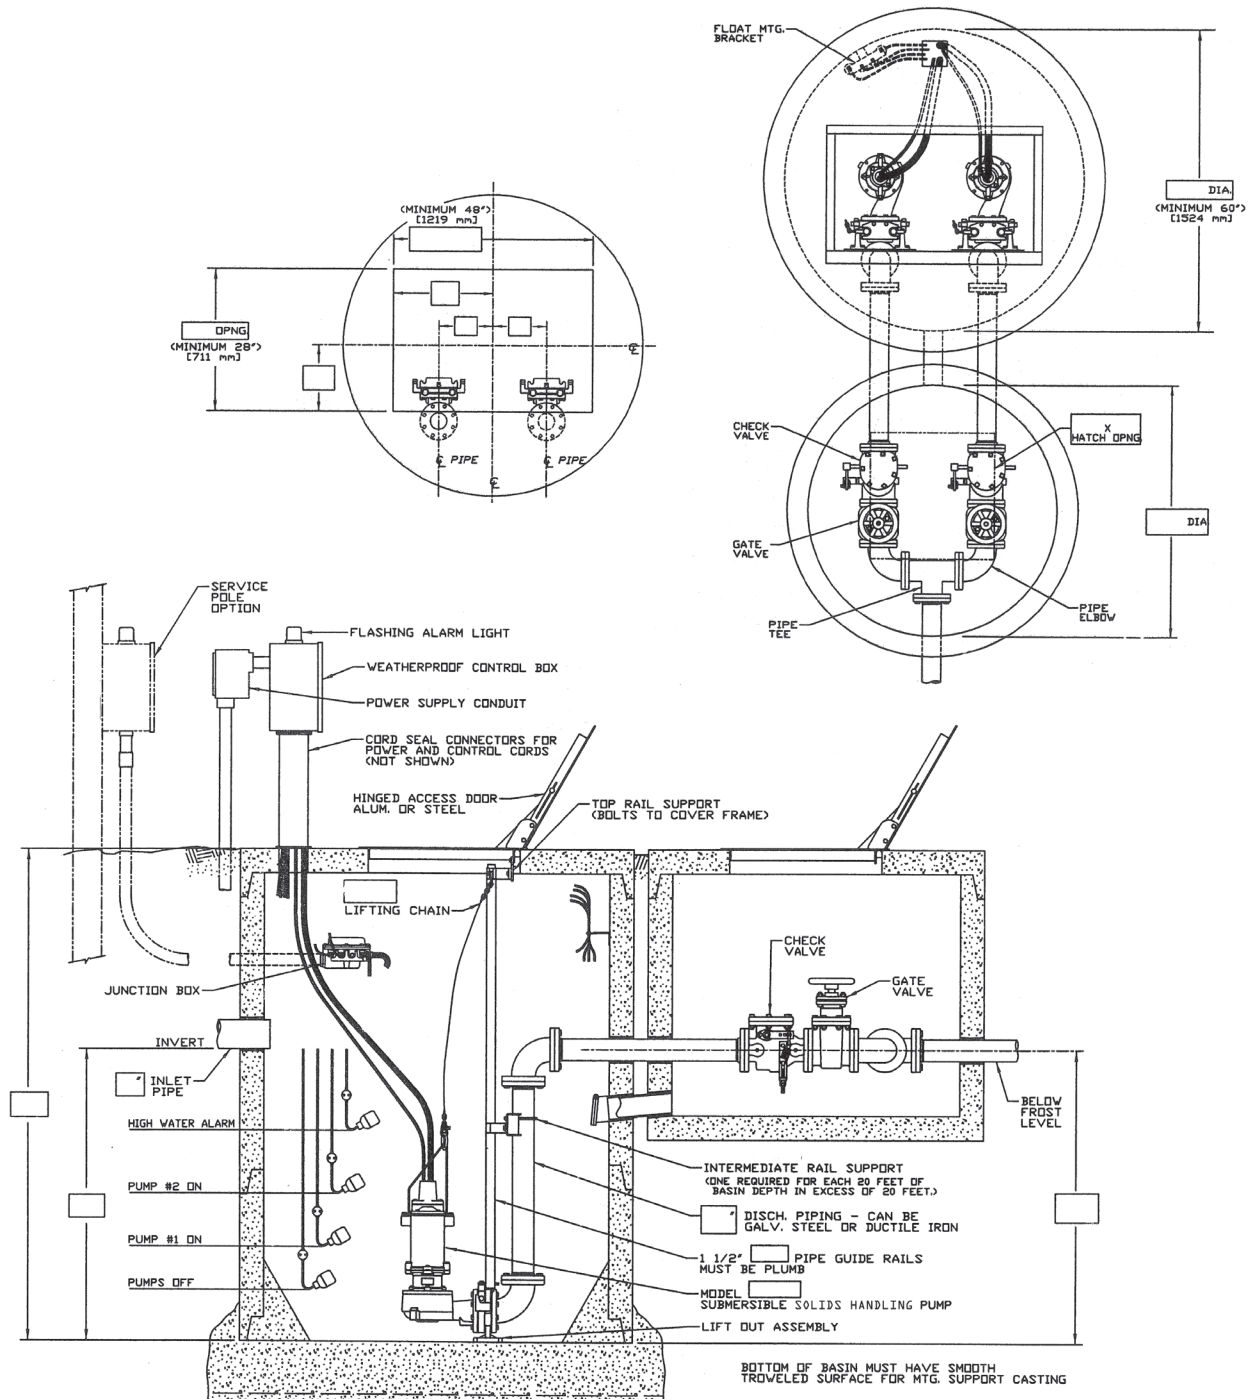 FLOAT MTG.
BRACKET
DIA.
(MINIMUM 60")
[1524 mm]
(MINIMUM 48")
[1219 mm]
OPNG.
(MINIMUM 28")
[711 mm]
℄
℄ PIPE
℄ PIPE
℄
CHECK
VALVE
X
HATCH OPNG.
GATE
VALVE
DIA
PIPE
TEE
PIPE
ELBOW
SERVICE
POLE
OPTION
FLASHING ALARM LIGHT
WEATHERPROOF CONTROL BOX
POWER SUPPLY CONDUIT
CORD SEAL CONNECTORS FOR
POWER AND CONTROL CORDS
(NOT SHOWN)
HINGED ACCESS DOOR
ALUM. OR STEEL
TOP RAIL SUPPORT
(BOLTS TO COVER FRAME)
LIFTING CHAIN
JUNCTION BOX
CHECK
VALVE
GATE
VALVE
INVERT
" INLET
PIPE
HIGH WATER ALARM
PUMP #2 ON
PUMP #1 ON
PUMPS OFF
BELOW
FROST
LEVEL
INTERMEDIATE RAIL SUPPORT
(ONE REQUIRED FOR EACH 20 FEET OF
BASIN DEPTH IN EXCESS OF 20 FEET.)
" DISCH. PIPING - CAN BE
GALV. STEEL OR DUCTILE IRON
1 1/2" PIPE GUIDE RAILS
MUST BE PLUMB
MODEL
SUBMERSIBLE SOLIDS HANDLING PUMP
LIFT OUT ASSEMBLY
BOTTOM OF BASIN MUST HAVE SMOOTH
TROWELED SURFACE FOR MTG. SUPPORT CASTING